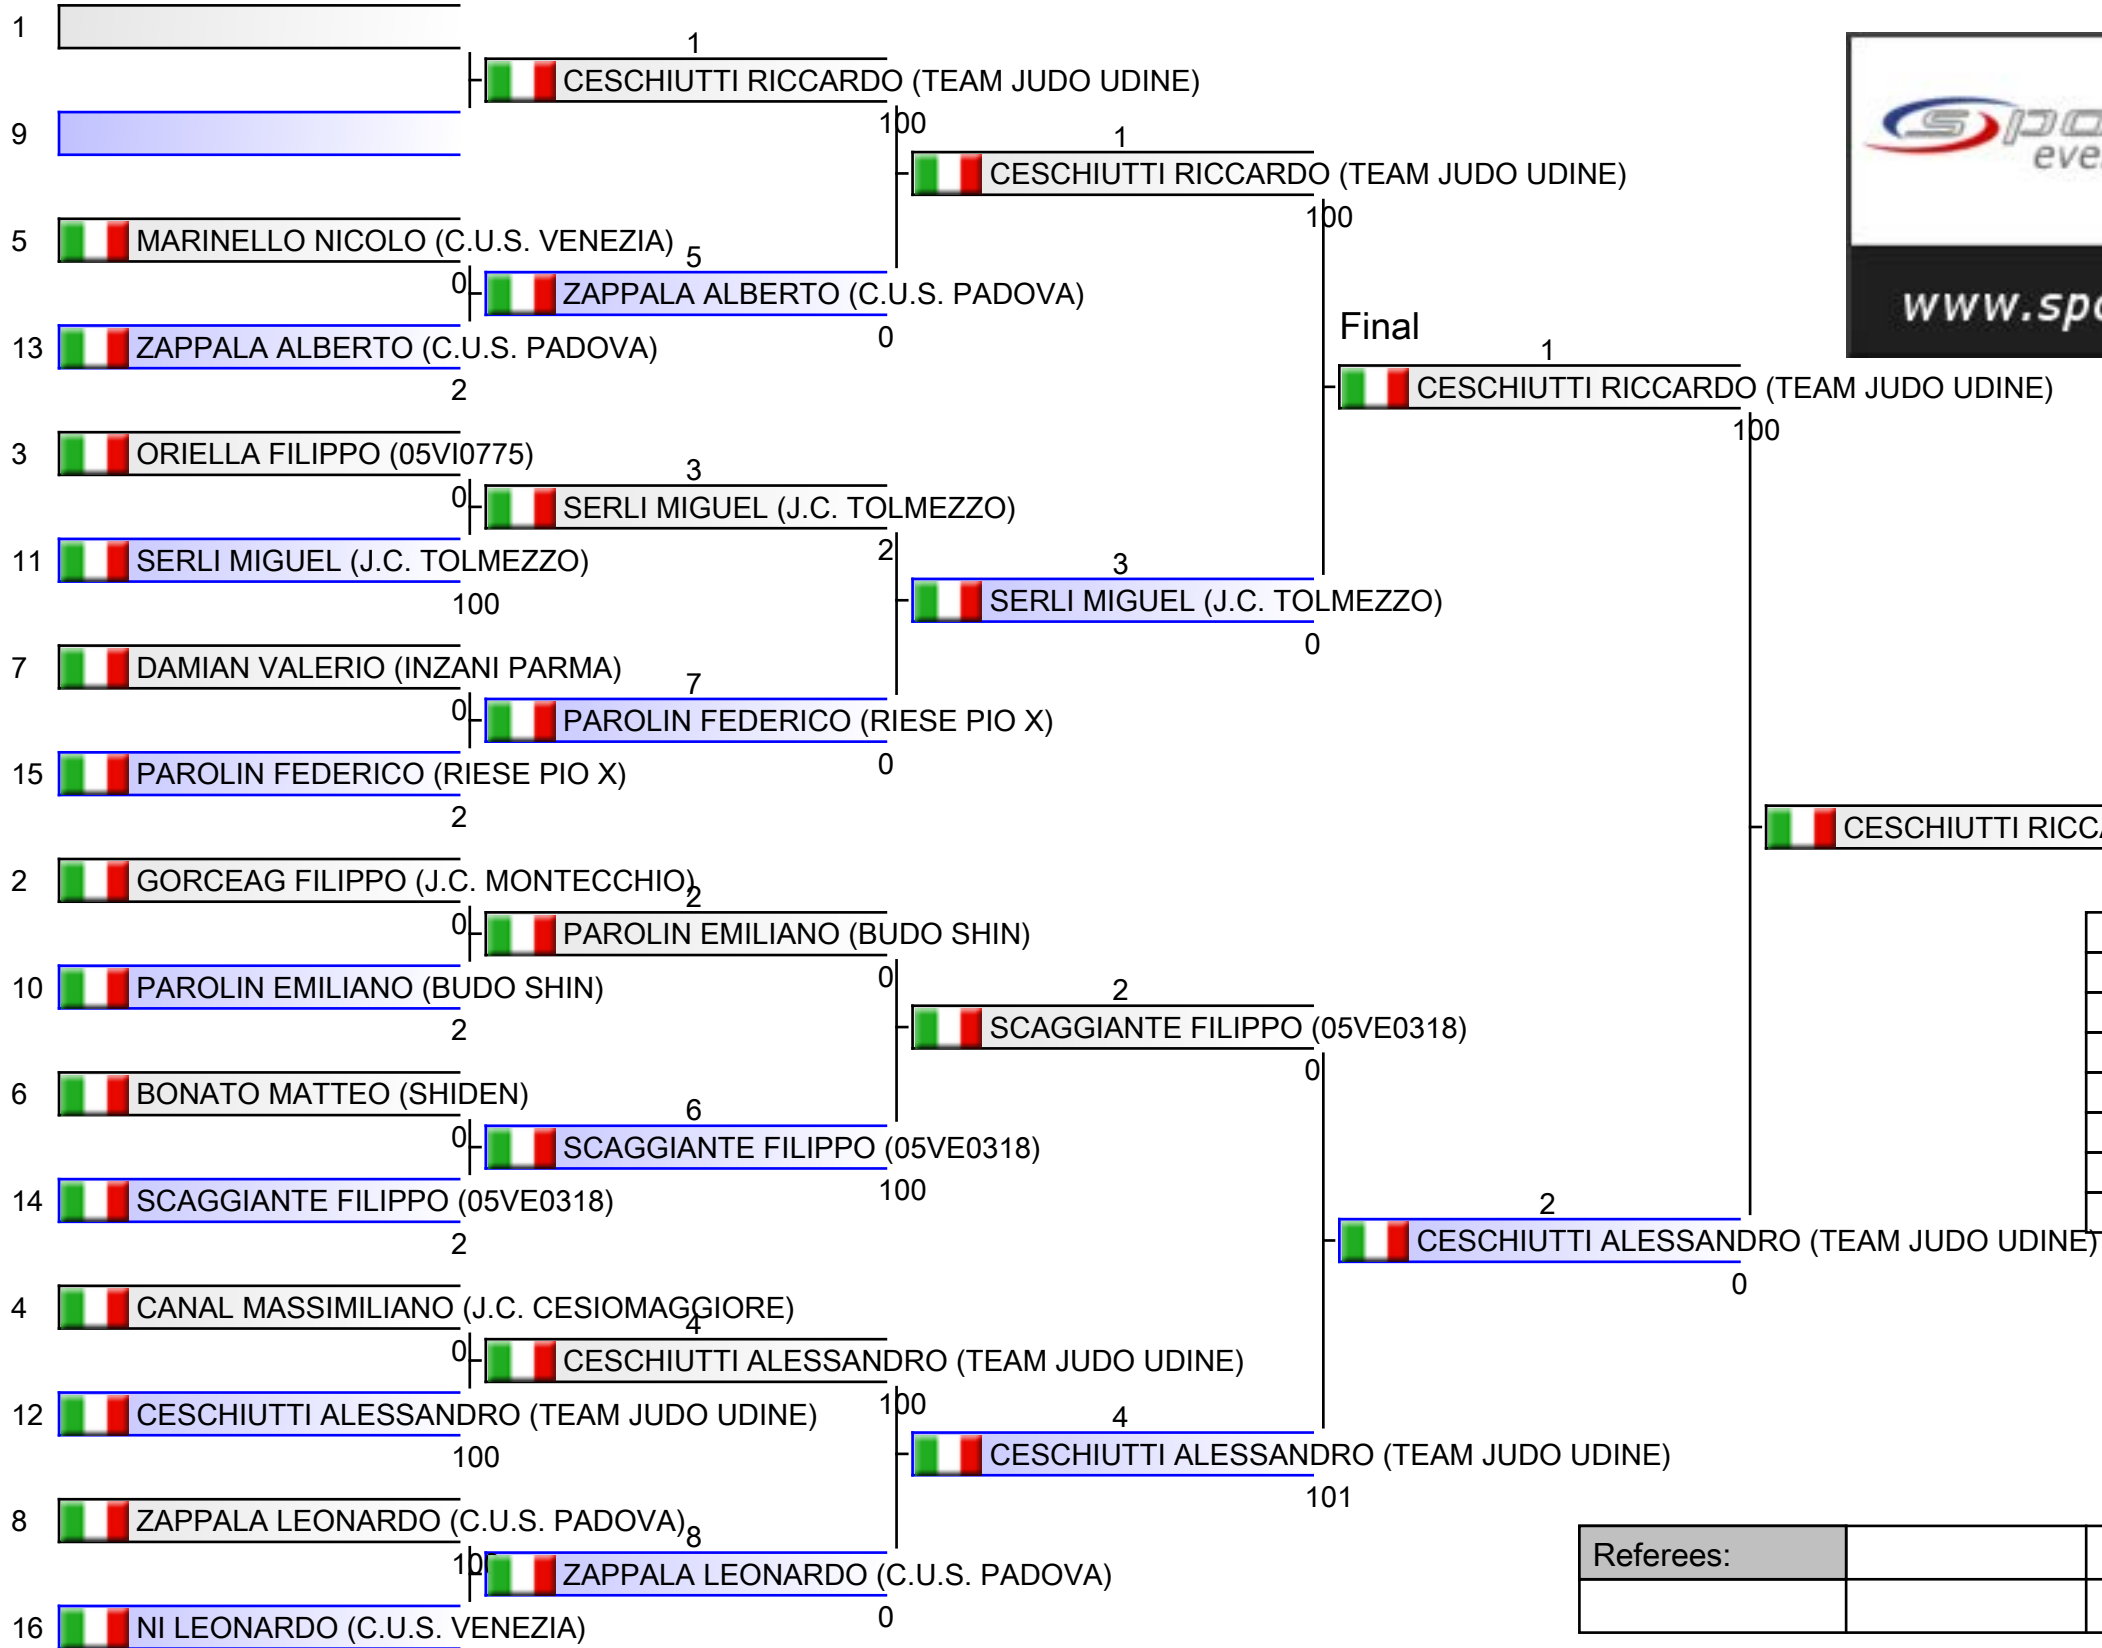 1
1
CESCHIUTTI RICCARDO (TEAM JUDO UDINE)
9
100
1
CESCHIUTTI RICCARDO (TEAM JUDO UDINE)
100
5 MARINELLO NICOLO (C.U.S. VENEZIA)
0
5
ZAPPALA ALBERTO (C.U.S. PADOVA)
0
13 ZAPPALA ALBERTO (C.U.S. PADOVA)
2
Final
1
CESCHIUTTI RICCARDO (TEAM JUDO UDINE)
100
3 ORIELLA FILIPPO (05VI0775)
0
3
SERLI MIGUEL (J.C. TOLMEZZO)
2
11 SERLI MIGUEL (J.C. TOLMEZZO)
100
3
SERLI MIGUEL (J.C. TOLMEZZO)
0
7 DAMIAN VALERIO (INZANI PARMA)
0
7
PAROLIN FEDERICO (RIESE PIO X)
0
15 PAROLIN FEDERICO (RIESE PIO X)
2
2 GORCEAG FILIPPO (J.C. MONTECCHIO)
0
2
PAROLIN EMILIANO (BUDO SHIN)
0
10 PAROLIN EMILIANO (BUDO SHIN)
2
2
SCAGGIANTE FILIPPO (05VE0318)
0
6 BONATO MATTEO (SHIDEN)
0
6
SCAGGIANTE FILIPPO (05VE0318)
100
14 SCAGGIANTE FILIPPO (05VE0318)
2
2
CESCHIUTTI ALESSANDRO (TEAM JUDO UDINE)
0
4 CANAL MASSIMILIANO (J.C. CESIOMAGGIORE)
0
4
CESCHIUTTI ALESSANDRO (TEAM JUDO UDINE)
100
12 CESCHIUTTI ALESSANDRO (TEAM JUDO UDINE)
100
4
CESCHIUTTI ALESSANDRO (TEAM JUDO UDINE)
101
8 ZAPPALA LEONARDO (C.U.S. PADOVA)
8
ZAPPALA LEONARDO (C.U.S. PADOVA)
0
16 NI LEONARDO (C.U.S. VENEZIA)
CESCHIUTTI
Referees: